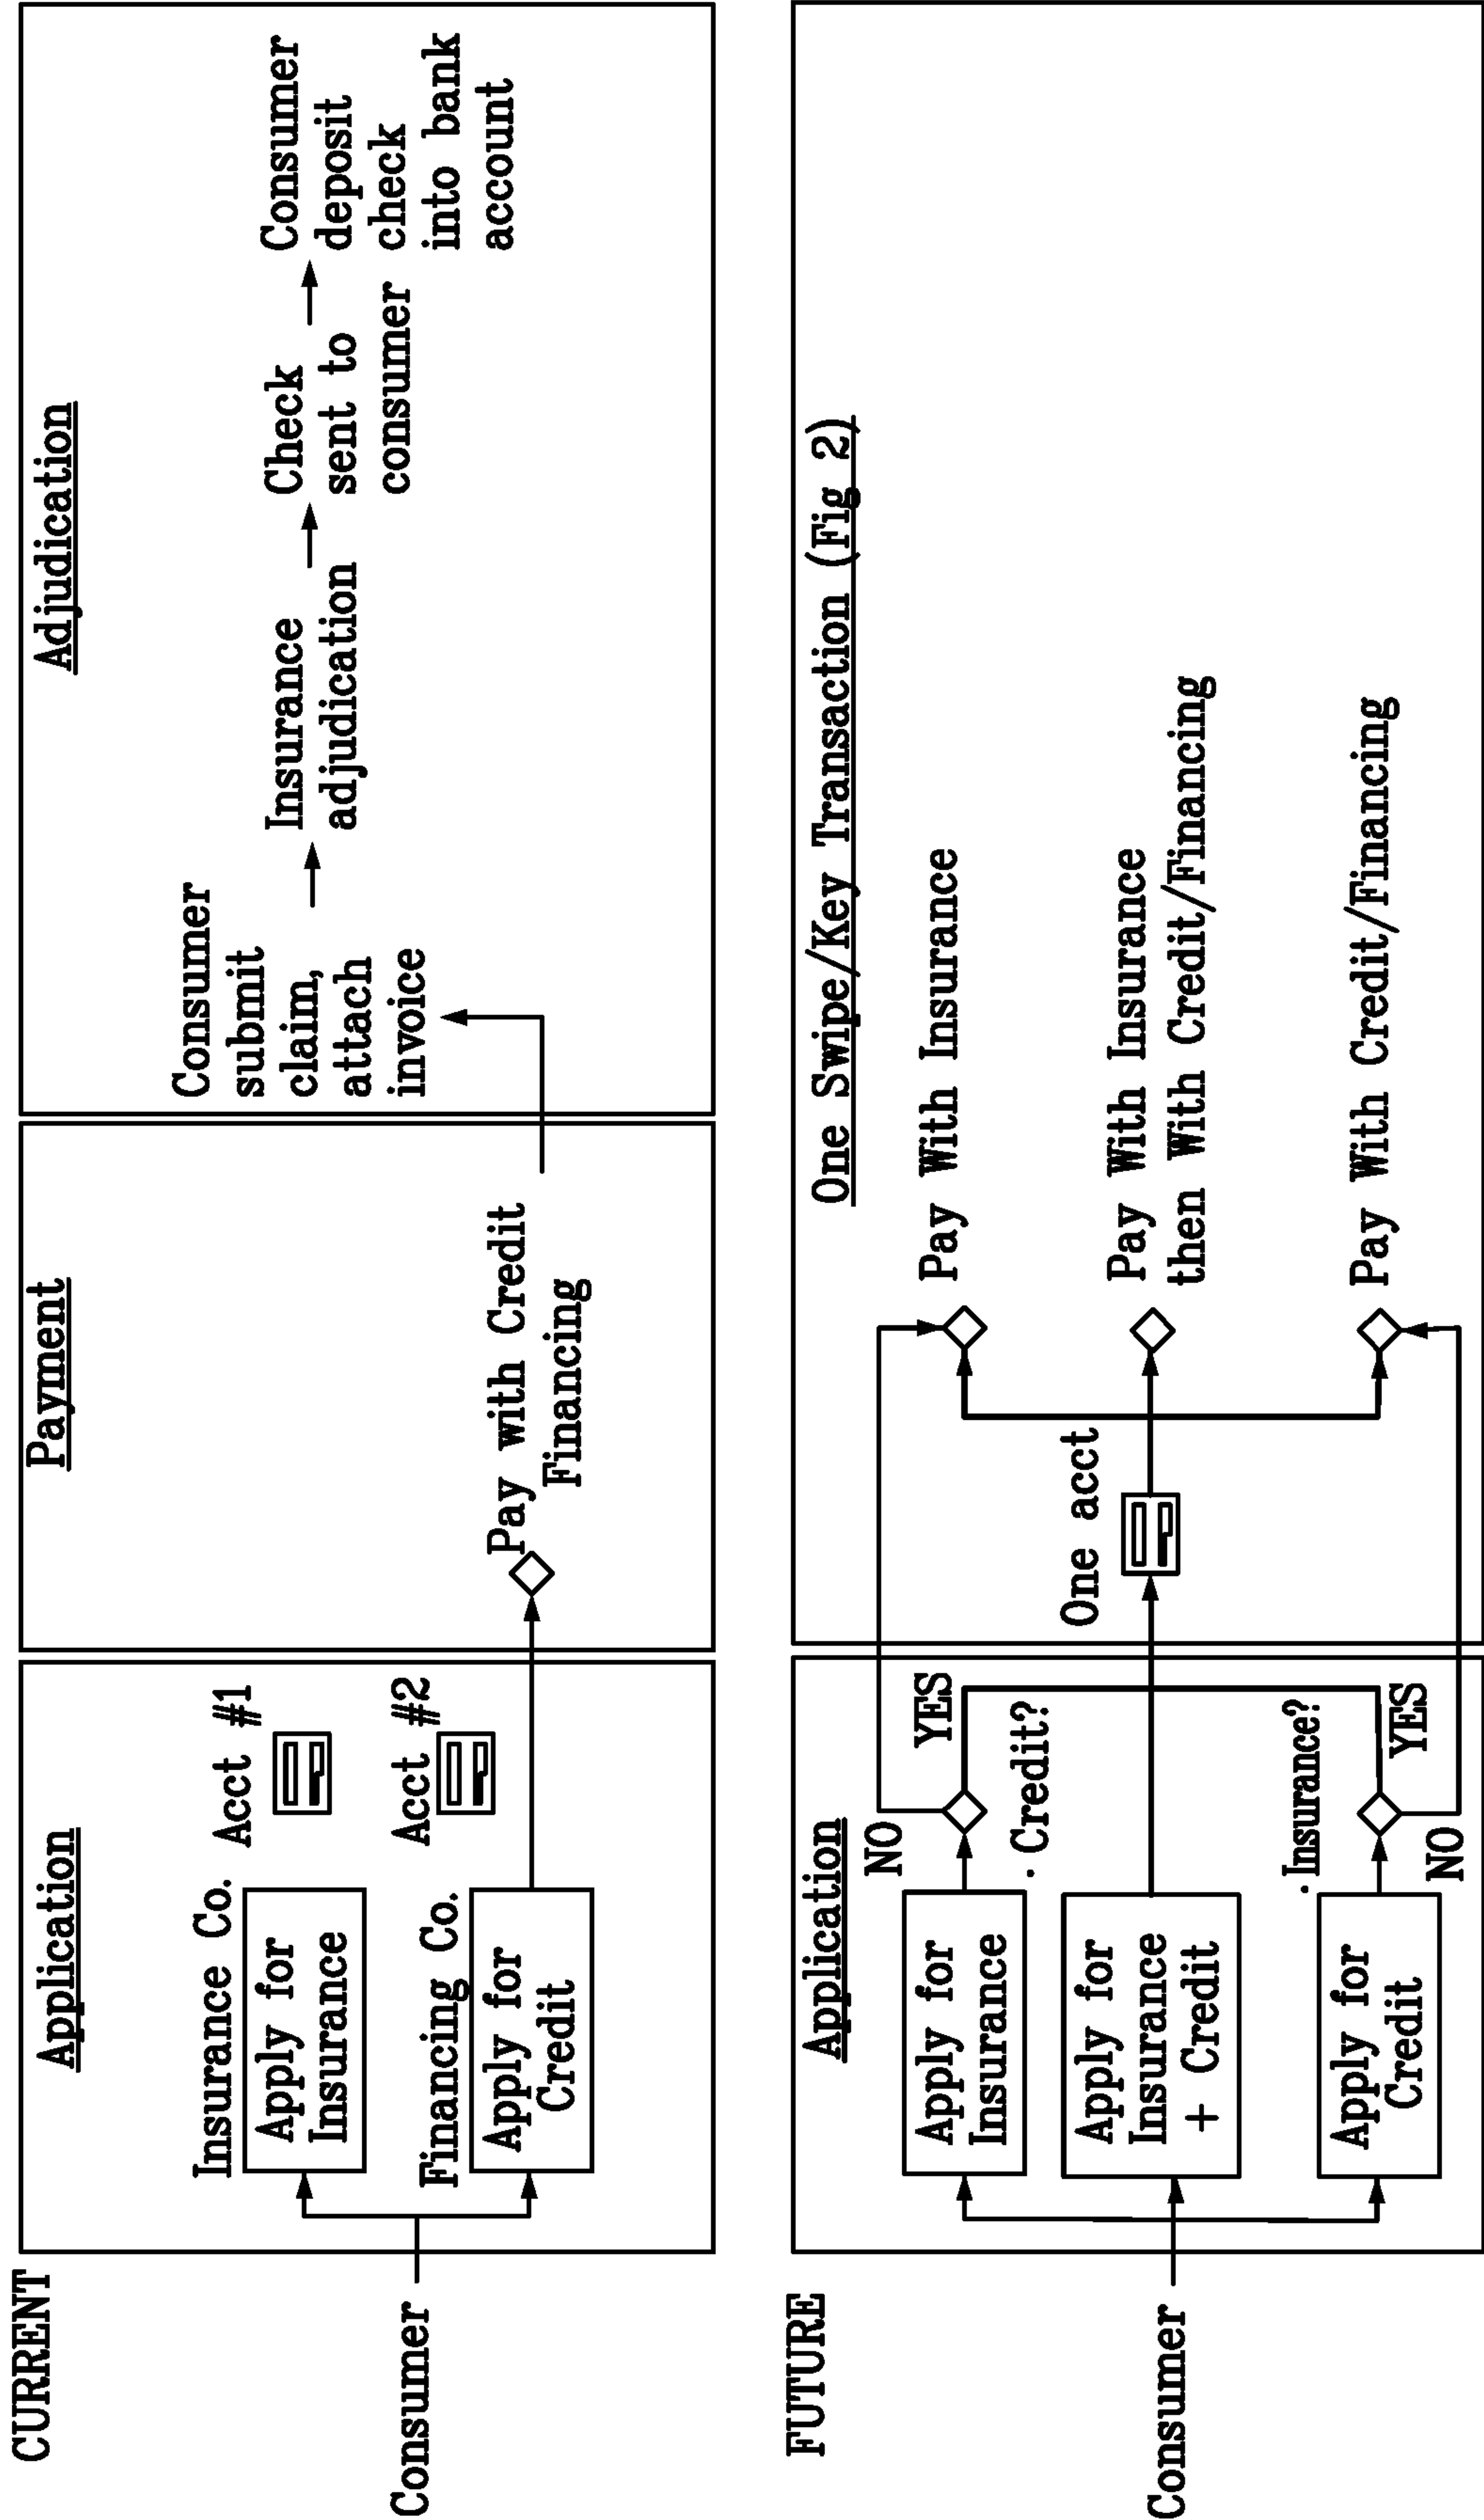 CURRENT
Consumer
Application
Insurance Co.
Apply for
Insurance
Acct #1
Financing Co.
Apply for
Credit
Acct #2
Payment
Pay with Credit
Financing
Adjudication
Consumer
submit
claim,
attach
invoice
Insurance
adjudication
Check
sent to
consumer
Consumer
deposit
check
into bank
account
FUTURE
Consumer
Application
Apply for
Insurance
NO
YES
. Credit?
Apply for
Insurance
+ Credit
Apply for
Credit
. Insurance?
YES
NO
One Swipe/Key Transaction (Fig 2)
One acct
Pay With Insurance
Pay With Insurance
then With Credit/Financing
Pay With Credit/Financing